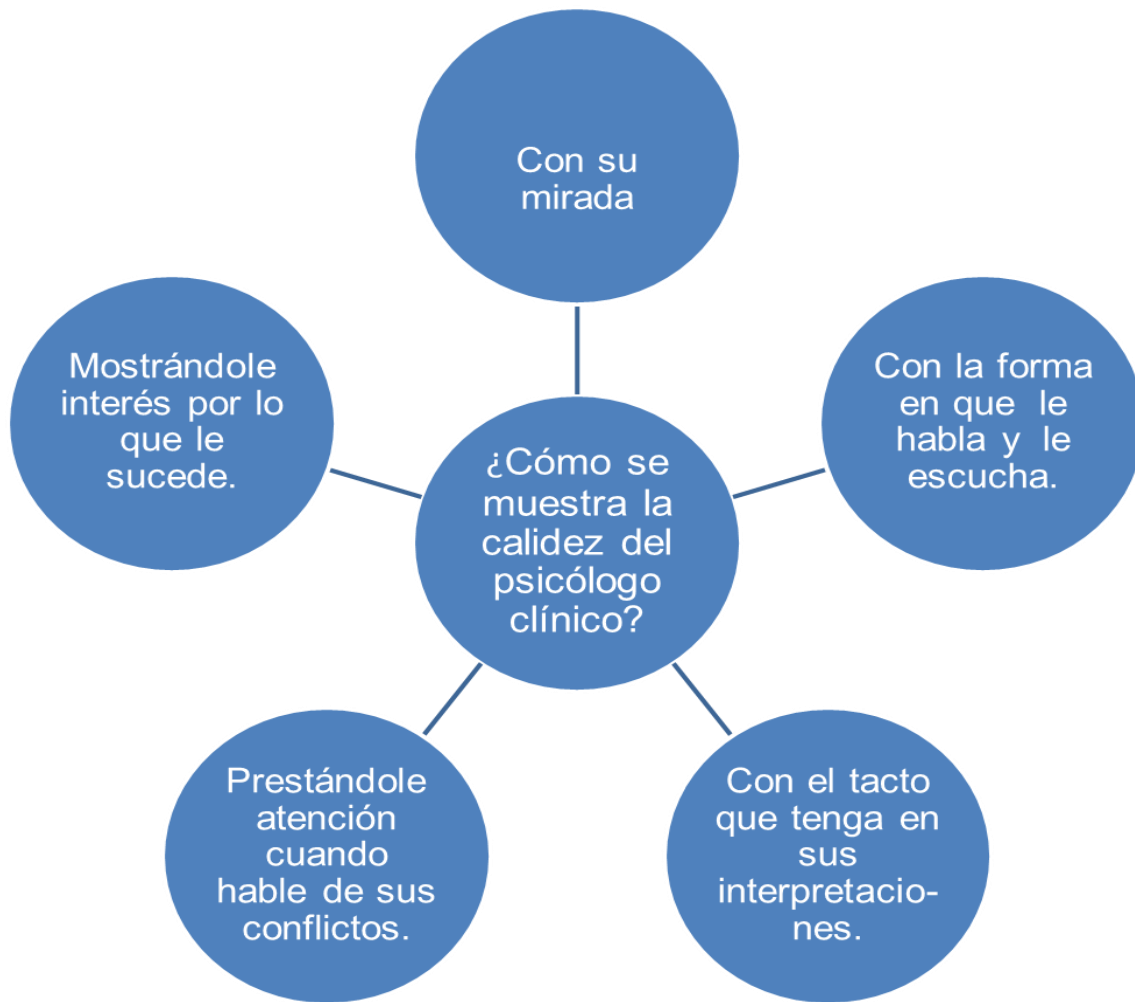 Con su
mirada
Mostrándole
interés por lo
que le
sucede.
Con la forma
en que le
habla y le
escucha.
¿Cómo se
muestra la
calidez del
psicólogo
clínico?
Prestándole
atención
cuando
hable de sus
conflictos.
Con el tacto
que tenga en
sus
interpretacio-
nes.